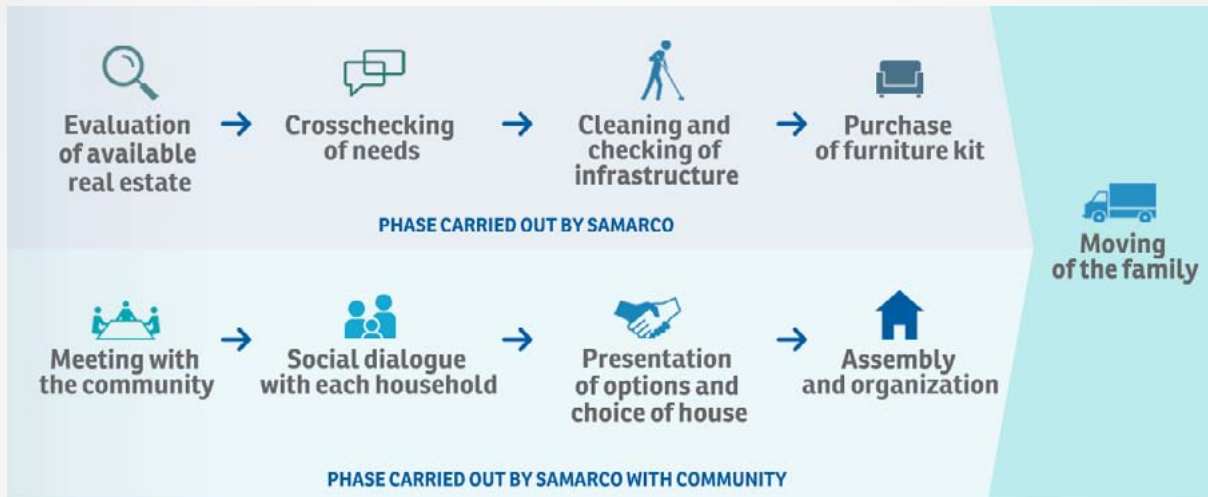 Evaluation
of available
real estate
Crosschecking
of needs
Cleaning and
checking of
infrastructure
Purchase
of furniture kit
PHASE CARRIED OUT BY SAMARCO
Meeting with
the community
Social dialogue
with each household
Presentation
of options and
choice of house
Assembly
and organization
PHASE CARRIED OUT BY SAMARCO WITH COMMUNITY
Moving
of the family